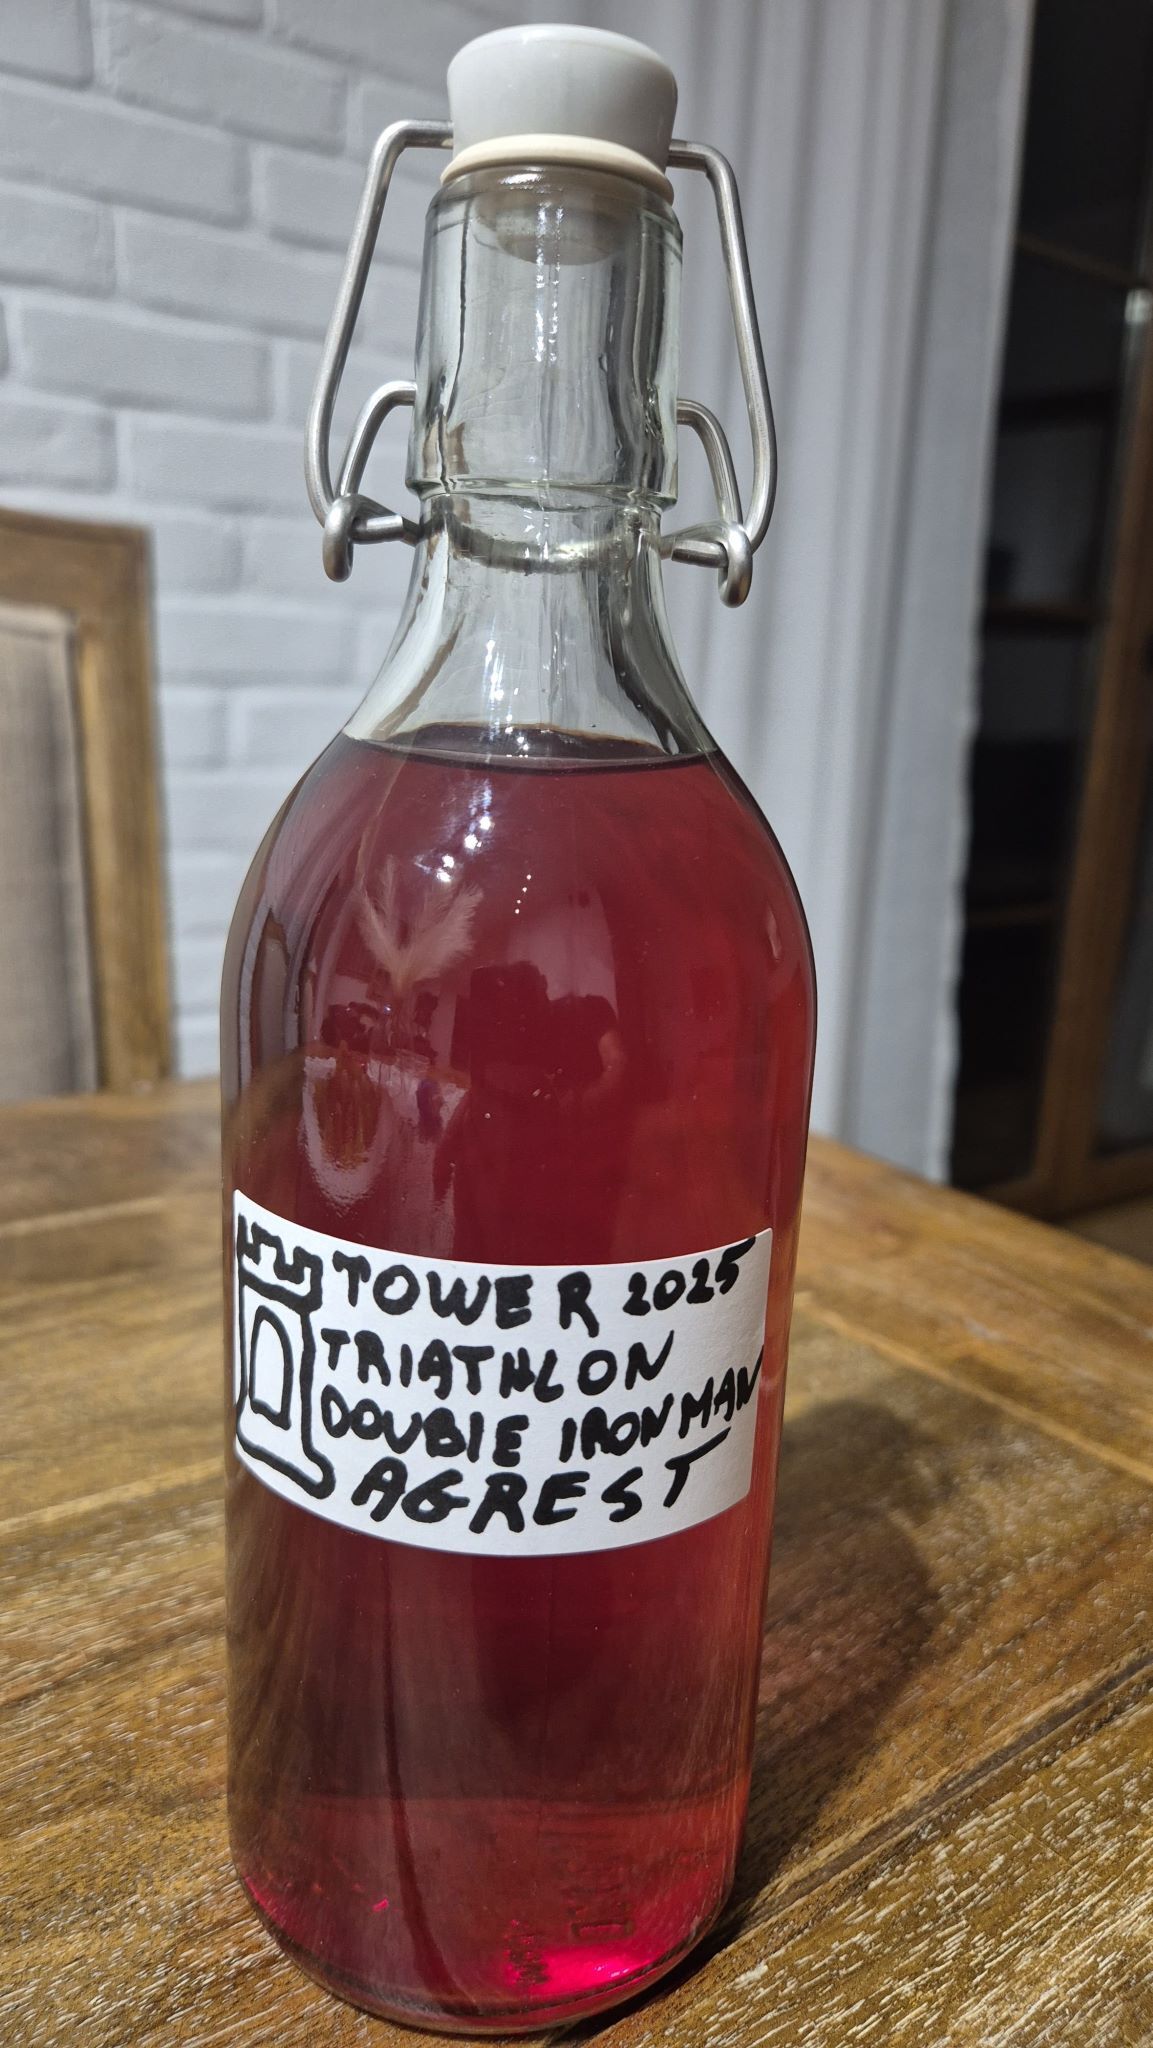 TOWER 2025
TRIATHLON
DOUBLE IRONMAN
AGREST